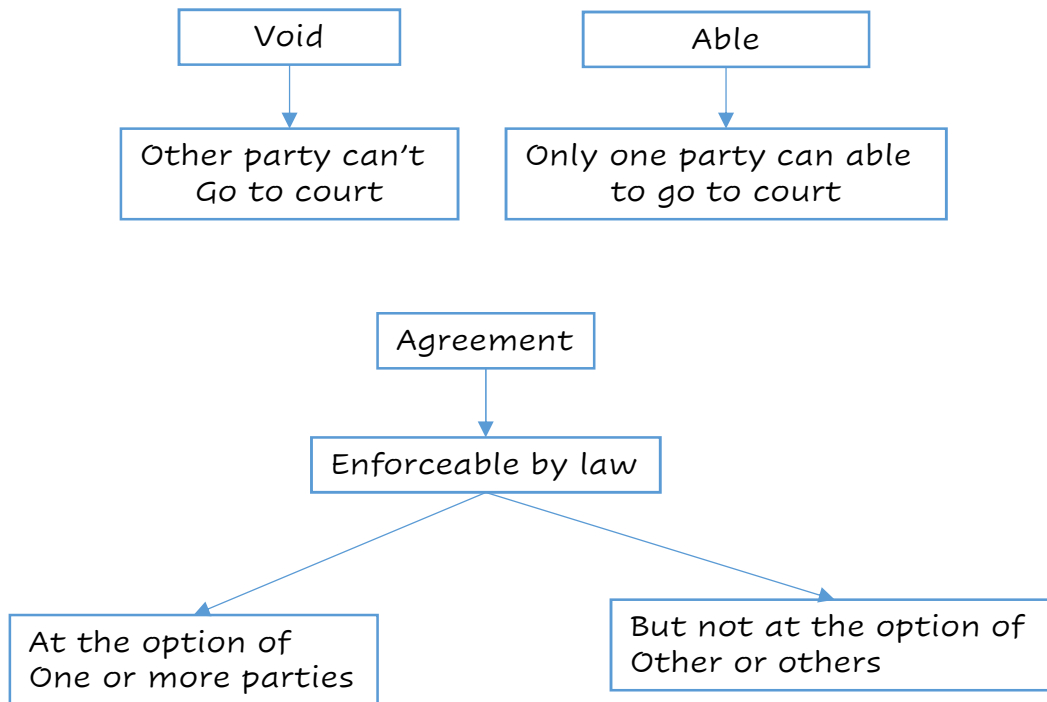 Void
Able
Other party can't
Go to court
Only one party can able
to go to court
Agreement
Enforceable by law
At the option of
One or more parties
But not at the option of
Other or others